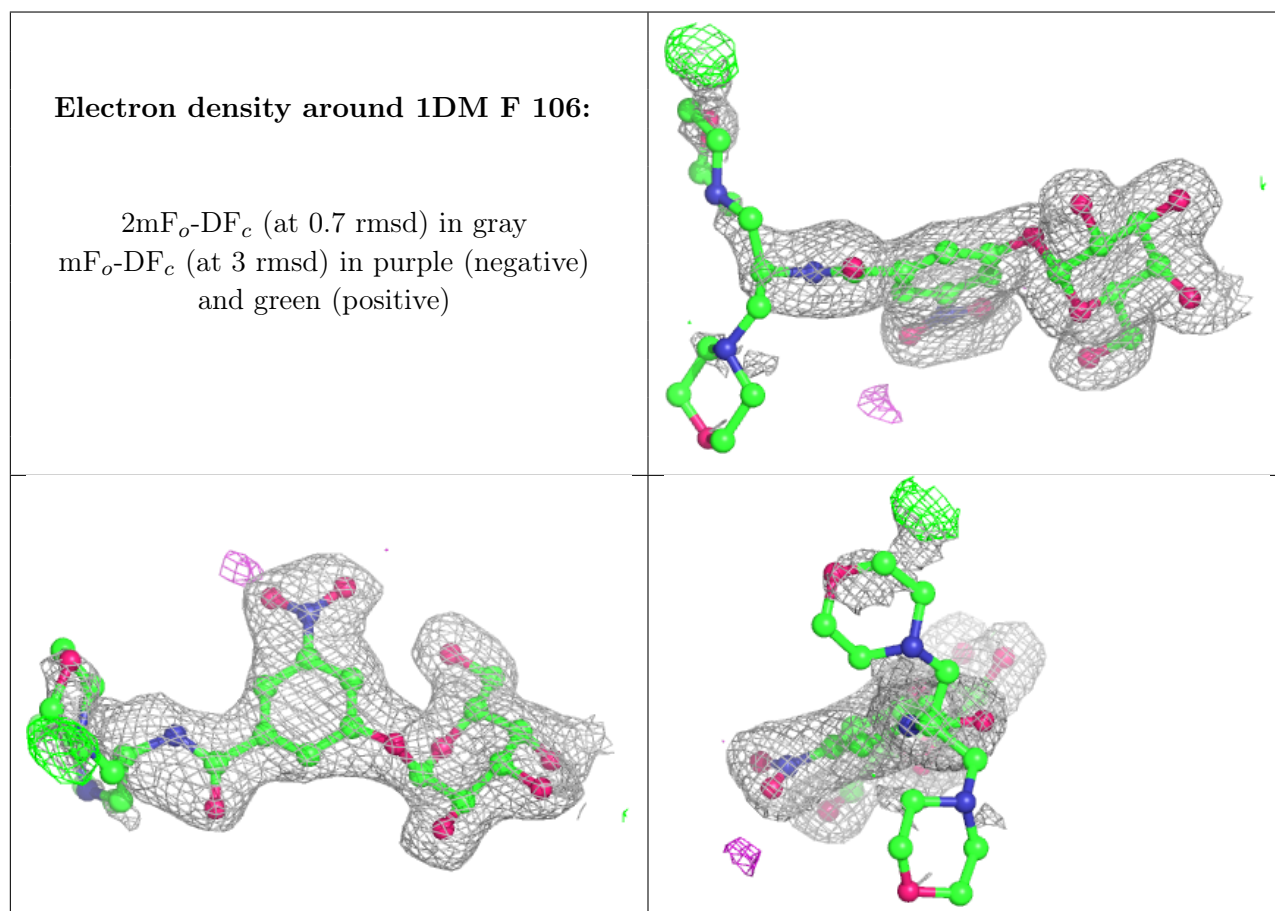 Electron density around 1DM F 106:
2mFo-DFc (at 0.7 rmsd) in gray
mFo-DFc (at 3 rmsd) in purple (negative)
and green (positive)